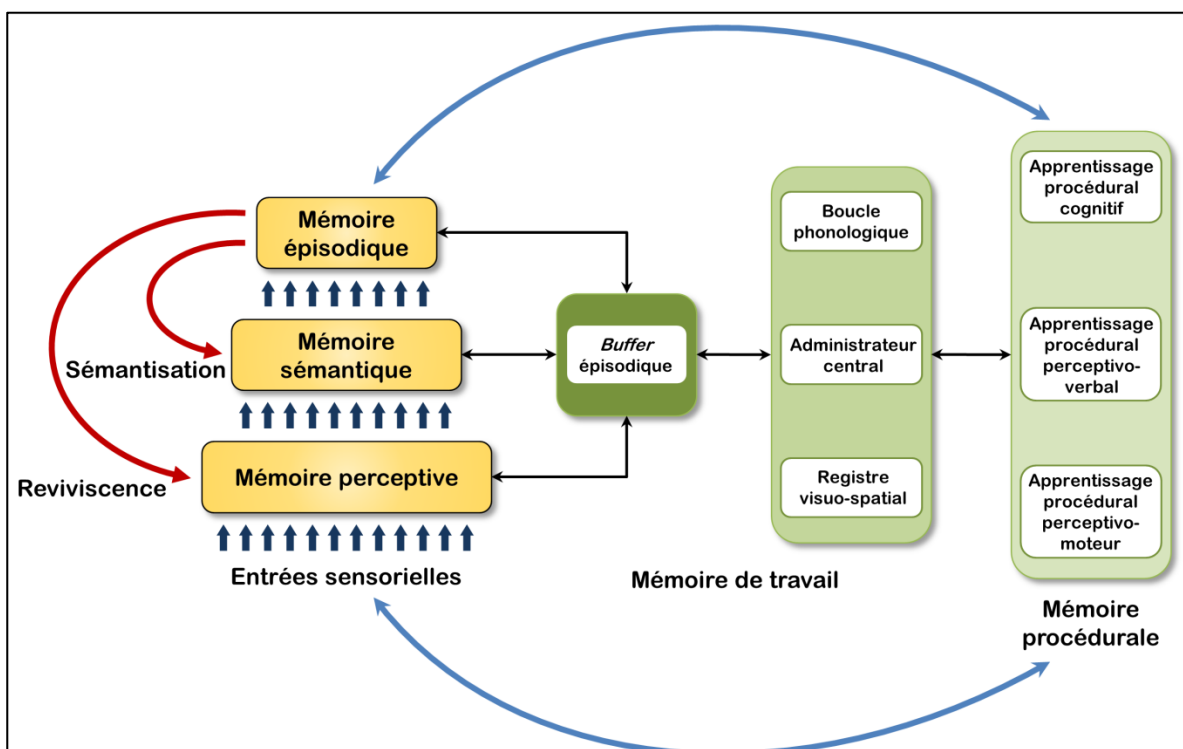 Mémoire
épisodique
Sémantisation
Mémoire
sémantique
Reviviscence
Mémoire perceptive
Entrées sensorielles
Buffer
épisodique
Boucle
phonologique
Administrateur
central
Registre
visuo-spatial
Mémoire de travail
Apprentissage
procédural
cognitif
Apprentissage
procédural
perceptivo-
verbal
Apprentissage
procédural
perceptivo-
moteur
Mémoire
procédurale